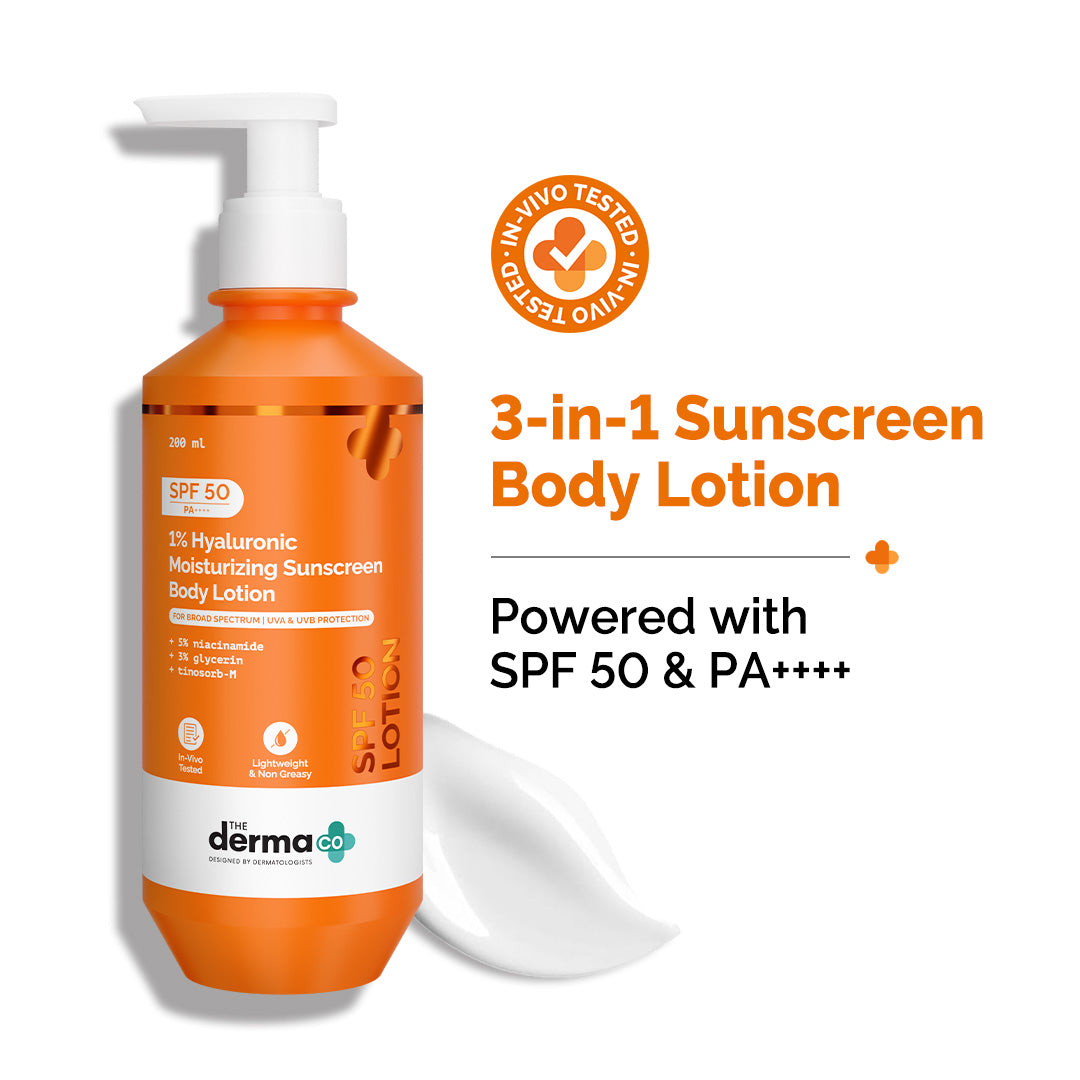 200 ml
SPF 50
PA++++
1% Hyaluronic
Moisturizing Sunscreen
Body Lotion
FOR BROAD SPECTRUM | UVA & UVB PROTECTION
+ 5% niacinamide
+ 3% glycerin
+ tinosorb-M
SPF 50
LOTION
In-Vivo
Tested
Lightweight
& Non Greasy
THE
derma co
DESIGNED BY DERMATOLOGISTS
IN-VIVO TESTED • IN-VIVO TESTED •
3-in-1 Sunscreen
Body Lotion
Powered with
SPF 50 & PA++++